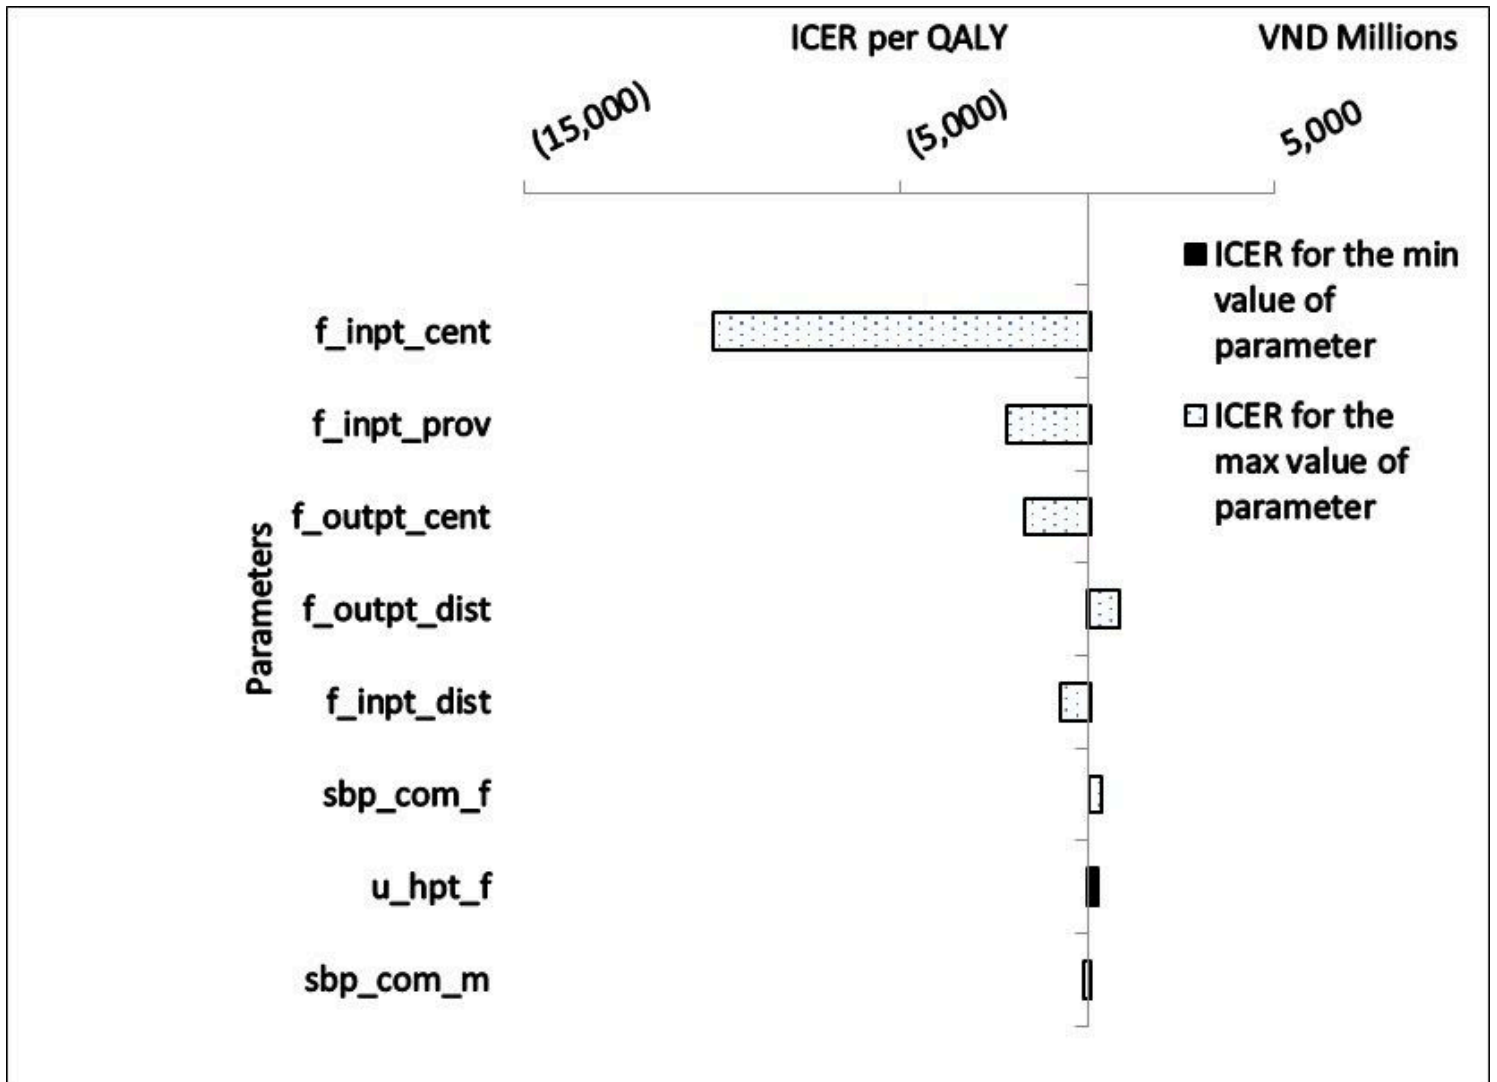 ICER per QALY
VND Millions
(15,000)
(5,000)
5,000
ICER for the min
value of
parameter
ICER for the
max value of
parameter
Parameters
f_inpt_cent
f_inpt_prov
f_outpt_cent
f_outpt_dist
f_inpt_dist
sbp_com_f
u_hpt_f
sbp_com_m